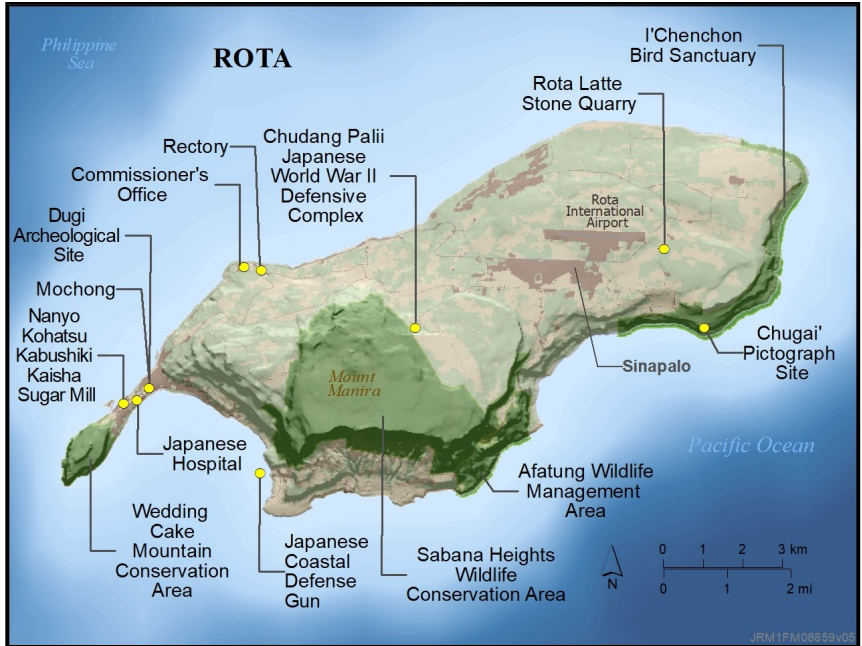 Philippine
Sea
ROTA
I'Chenchon
Bird Sanctuary
Rota Latte
Stone Quarry
Rectory
Chudang Palii
Japanese
World War II
Defensive
Complex
Commissioner's
Office
Dugi
Archeological
Site
Rota
International
Airport
Mochong
Nanyo
Kohatsu
Kabushiki
Kaisha
Sugar Mill
Chugai'
Pictograph
Site
Sinapalo
Mount
Manira
Japanese
Hospital
Pacific Ocean
Afatung Wildlife
Management
Area
Wedding
Cake
Mountain
Conservation
Area
Japanese
Coastal
Defense
Gun
Sabana Heights
Wildlife
Conservation Area
N
0 1 2 3 km
0 1 2 mi
JRM1FM08859v05